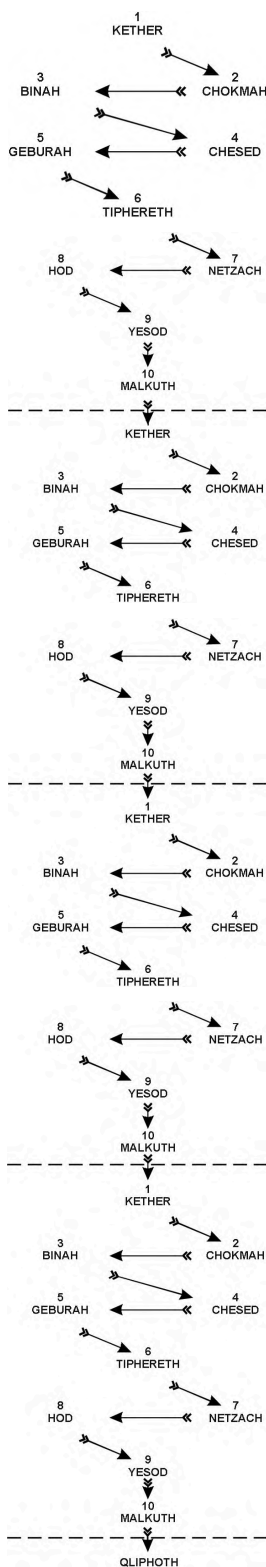 1
KETHER
3 2
BINAH CHOKMAH
5 4
GEBURAH CHESED
6
TIPHERETH
8 7
HOD NETZACH
9
YESOD
10
MALKUTH
KETHER
3 2
BINAH CHOKMAH
5 4
GEBURAH CHESED
6
TIPHERETH
8 7
HOD NETZACH
9
YESOD
10
MALKUTH
1
KETHER
3 2
BINAH CHOKMAH
5 4
GEBURAH CHESED
6
TIPHERETH
8 7
HOD NETZACH
9
YESOD
10
MALKUTH
1
KETHER
3 2
BINAH CHOKMAH
5 4
GEBURAH CHESED
6
TIPHERETH
8 7
HOD NETZACH
9
YESOD
10
MALKUTH
QLIPHOTH